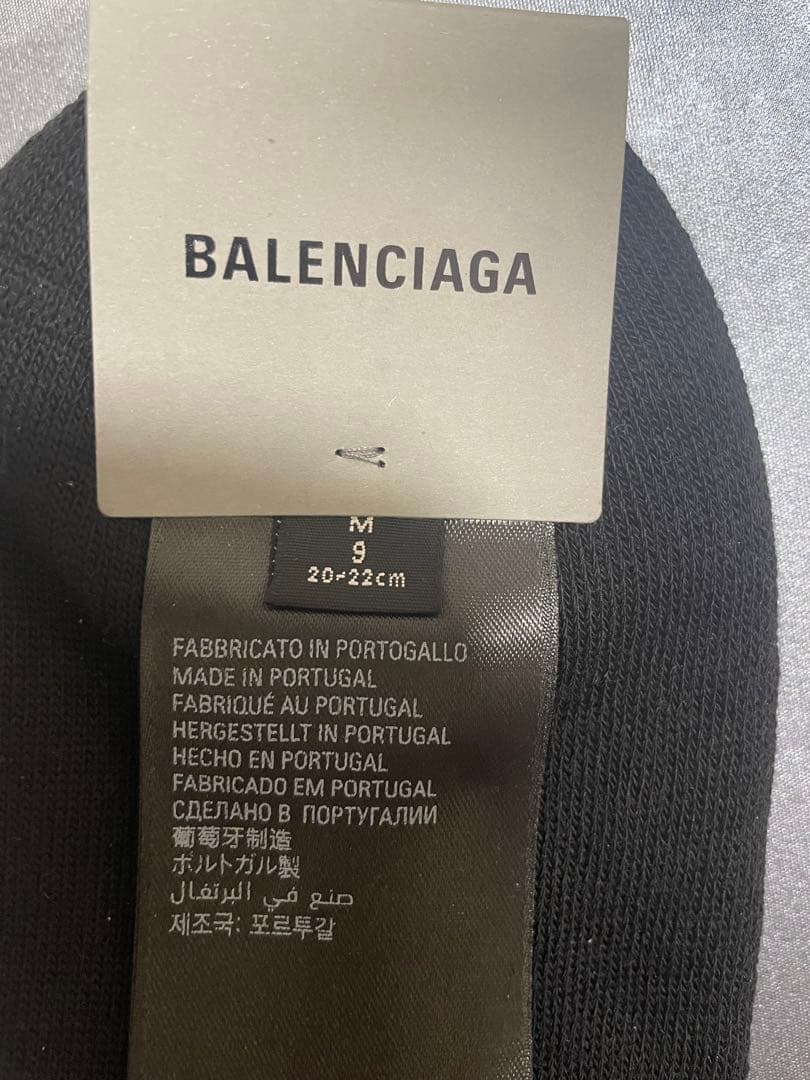 BALENCIAGA
M
9
20-22cm
FABBRICATO IN PORTOGALLO
MADE IN PORTUGAL
FABRIQUÉ AU PORTUGAL
HERGESTELLT IN PORTUGAL
HECHO EN PORTUGAL
FABRICADO EM PORTUGAL
СДЕЛАНО В ПОРТУГАЛИИ
葡萄牙制造
ポルトガル製
صنع في البرتغال
제조국: 포르투갈